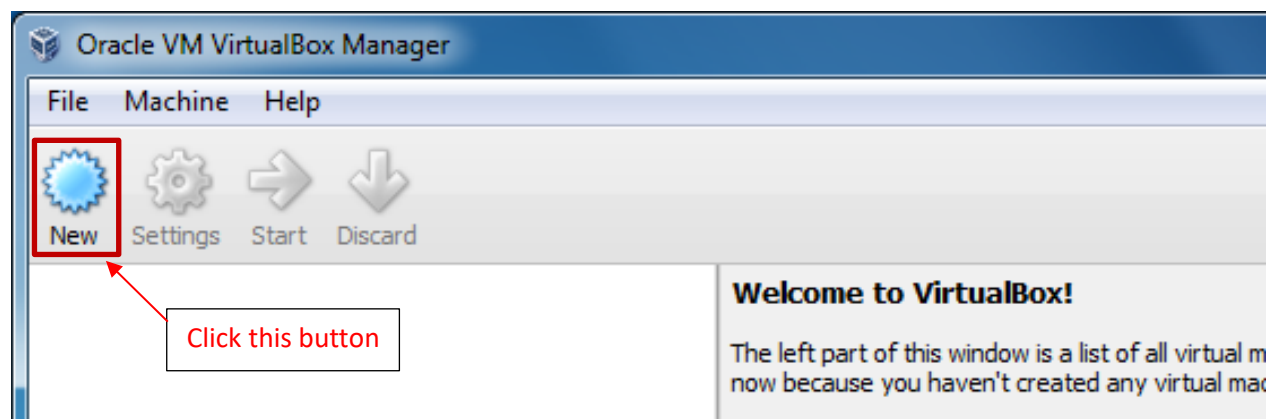 Oracle VM VirtualBox Manager
File Machine Help
New Settings Start Discard
Click this button
Welcome to VirtualBox!
The left part of this window is a list of all virtual m
now because you haven't created any virtual mac